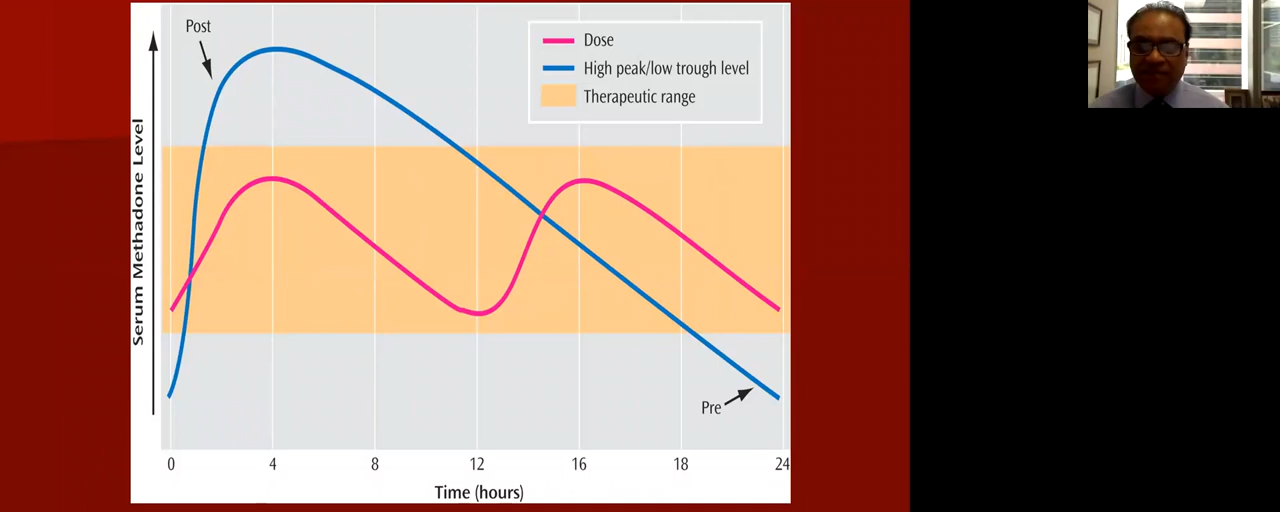 Post
Dose
High peak/low trough level
Therapeutic range
Serum Methadone Level
Pre
0 4 8 12 16 18 24
Time (hours)